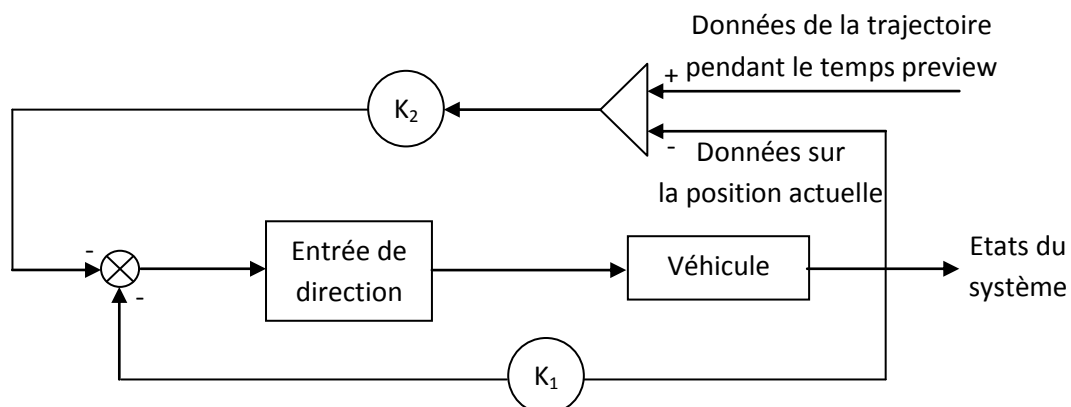 Données de la trajectoire
pendant le temps preview
+
K2
-
Données sur
la position actuelle
-
Entrée de
direction
Véhicule
Etats du
système
-
K1